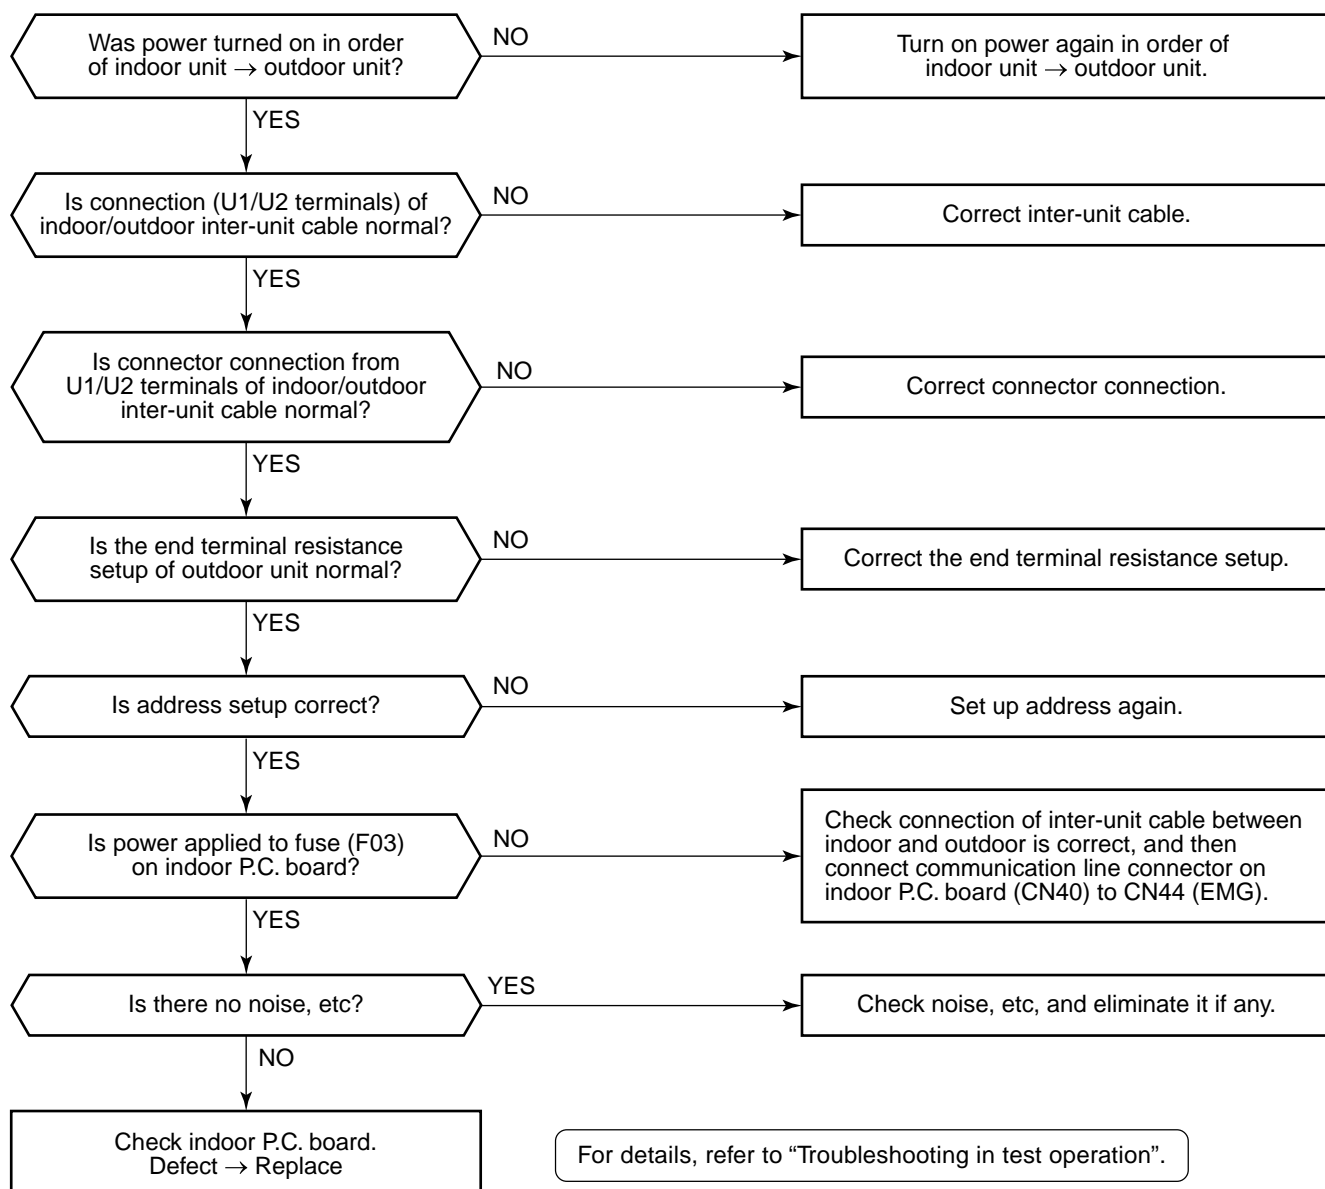 Was power turned on in order
of indoor unit → outdoor unit?
NO
Turn on power again in order of
indoor unit → outdoor unit.
YES
Is connection (U1/U2 terminals) of
indoor/outdoor inter-unit cable normal?
NO
Correct inter-unit cable.
YES
Is connector connection from
U1/U2 terminals of indoor/outdoor
inter-unit cable normal?
NO
Correct connector connection.
YES
Is the end terminal resistance
setup of outdoor unit normal?
NO
Correct the end terminal resistance setup.
YES
Is address setup correct?
NO
Set up address again.
YES
Is power applied to fuse (F03)
on indoor P.C. board?
NO
Check connection of inter-unit cable between
indoor and outdoor is correct, and then
connect communication line connector on
indoor P.C. board (CN40) to CN44 (EMG).
YES
Is there no noise, etc?
YES
Check noise, etc, and eliminate it if any.
NO
Check indoor P.C. board.
Defect → Replace
For details, refer to “Troubleshooting in test operation”.